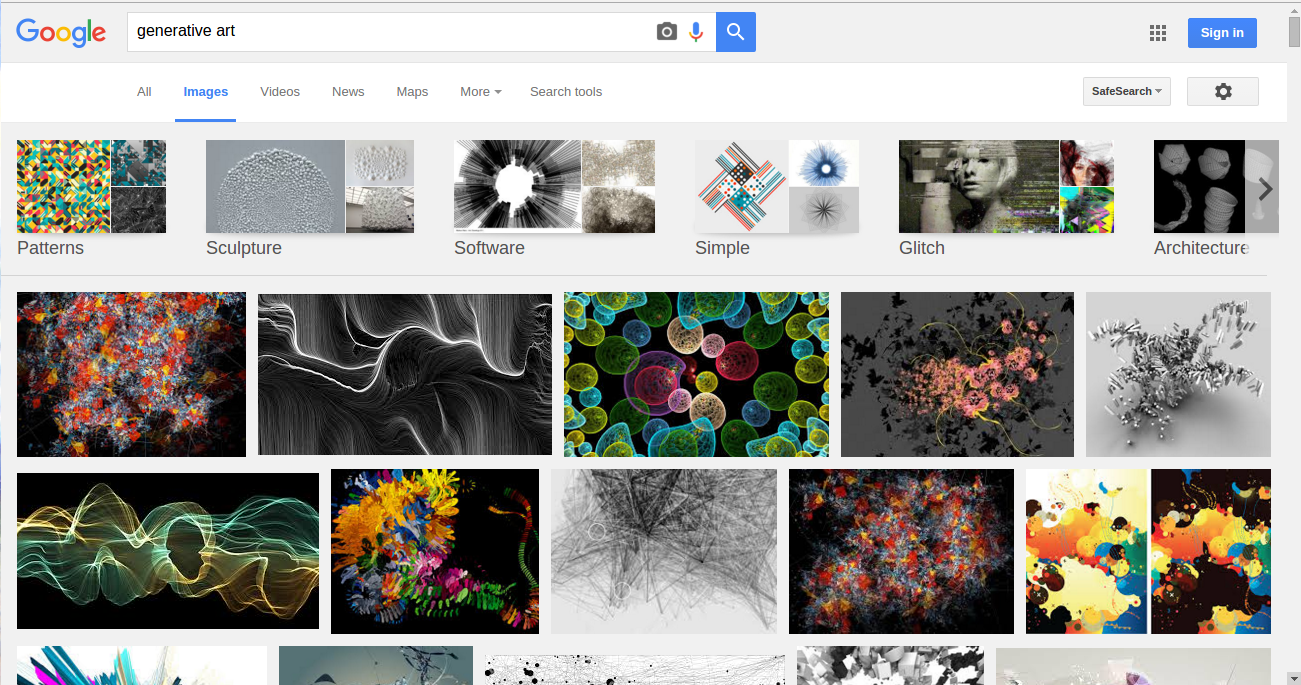 Google
generative art
Sign in
All
Images
Videos
News
Maps
More
Search tools
SafeSearch
Patterns
Sculpture
Software
Simple
Glitch
Architecture